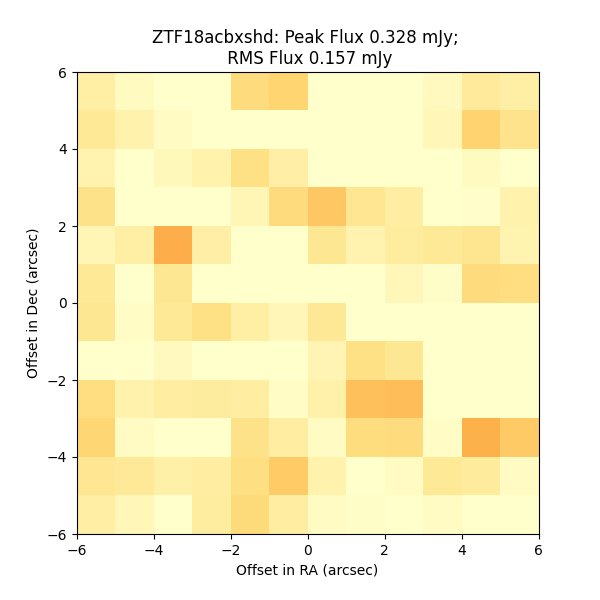 ZTF18acbxshd: Peak Flux 0.328 mJy;
RMS Flux 0.157 mJy
6
4
2
0
−2
−4
−6
Offset in Dec (arcsec)
−6 −4 −2 0 2 4 6
Offset in RA (arcsec)